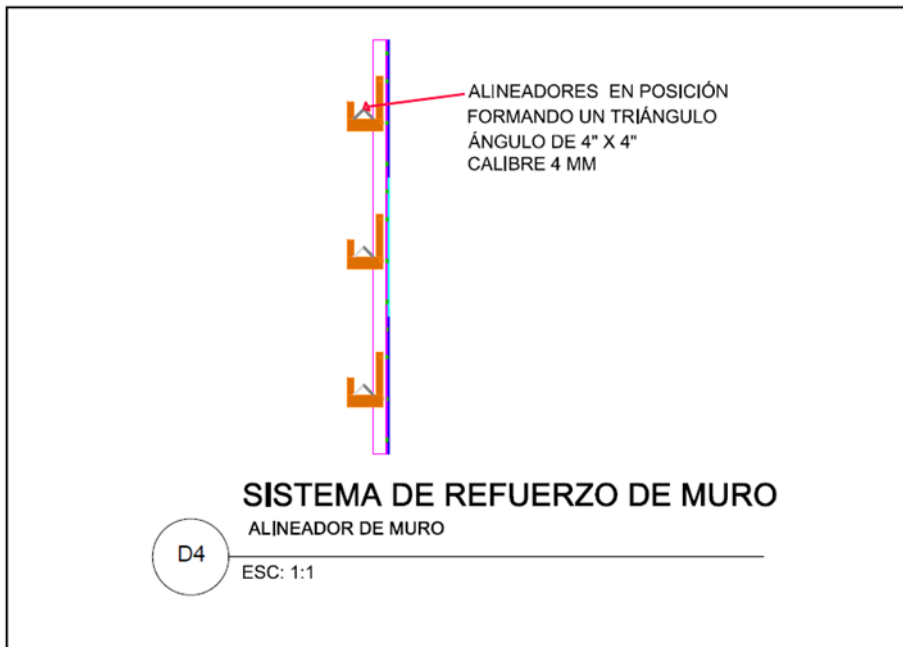 ALINEADORES EN POSICIÓN
FORMANDO UN TRIÁNGULO
ÁNGULO DE 4" X 4"
CALIBRE 4 MM
SISTEMA DE REFUERZO DE MURO
ALINEADOR DE MURO
D4
ESC: 1:1